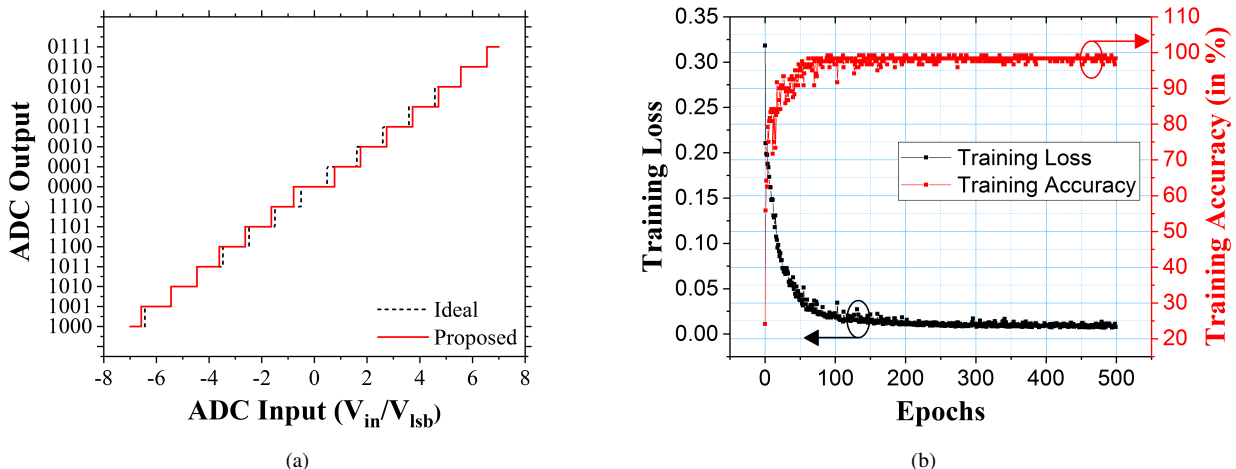 ADC Output
0111
0110
0101
0100
0011
0010
0001
0000
1110
1101
1100
1011
1010
1001
1000
Ideal
Proposed
-8 -6 -4 -2 0 2 4 6 8
ADC Input (Vin/Vlsb)
(a)
Training Loss
0.35
0.30
0.25
0.20
0.15
0.10
0.05
0.00
Training Loss
Training Accuracy
110
100
90
80
70
60
50
40
30
20
Training Accuracy (in %)
0 100 200 300 400 500
Epochs
(b)